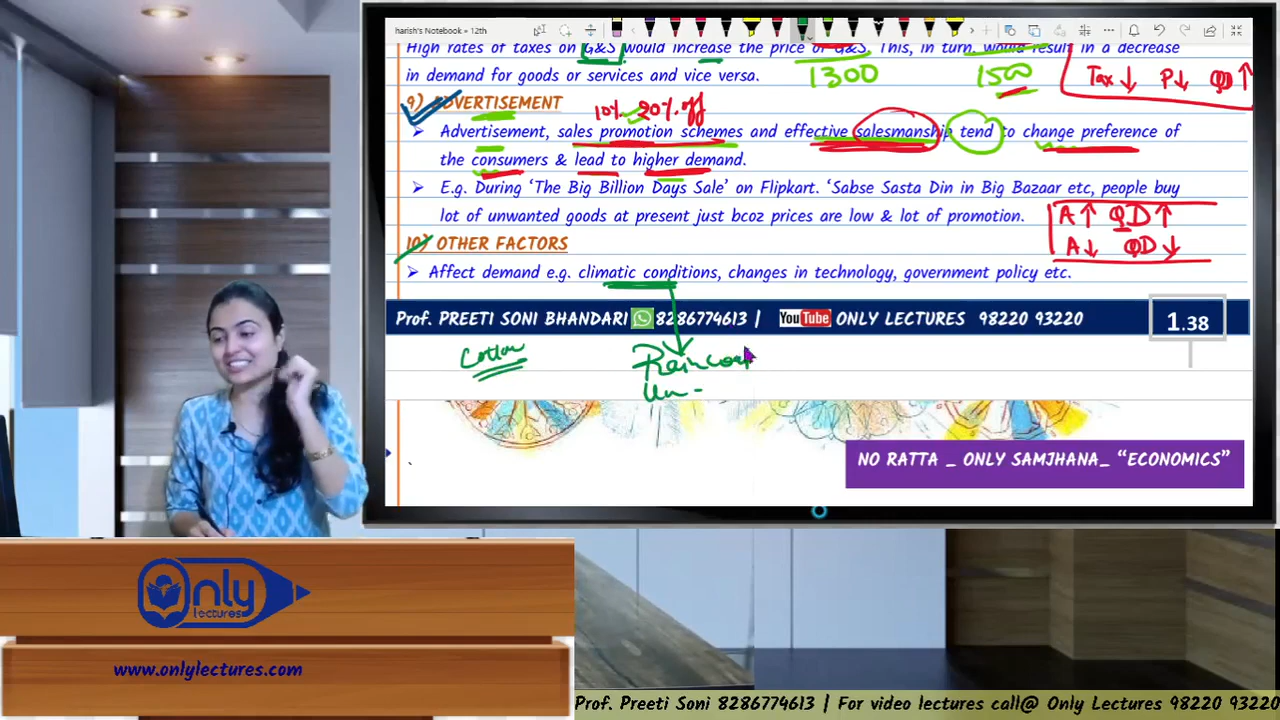 harish's Notebook » 12th
High rates of taxes on G&S would increase the price of G&S. This, in turn, would result in a decrease
in demand for goods or services and vice versa.
1300
1500
Tax ↓ P↓ QD ↑
9) ADVERTISEMENT
10% 20% off
➢ Advertisement, sales promotion schemes and effective salesmanship tend to change preference of
the consumers & lead to higher demand.
➢ E.g. During ‘The Big Billion Days Sale’ on Flipkart. ‘Sabse Sasta Din in Big Bazaar etc, people buy
lot of unwanted goods at present just bcoz prices are low & lot of promotion.
A↑ QD ↑
A↓ QD ↓
10) OTHER FACTORS
➢ Affect demand e.g. climatic conditions, changes in technology, government policy etc.
Prof. PREETI SONI BHANDARI 8286774613 | YouTube ONLY LECTURES 98220 93220
1.38
Cotton
Raincoat
NO RATTA _ ONLY SAMJHANA_ “ECONOMICS”
Only
lectures
www.onlylectures.com
Prof. Preeti Soni 8286774613 | For video lectures call@ Only Lectures 98220 93220